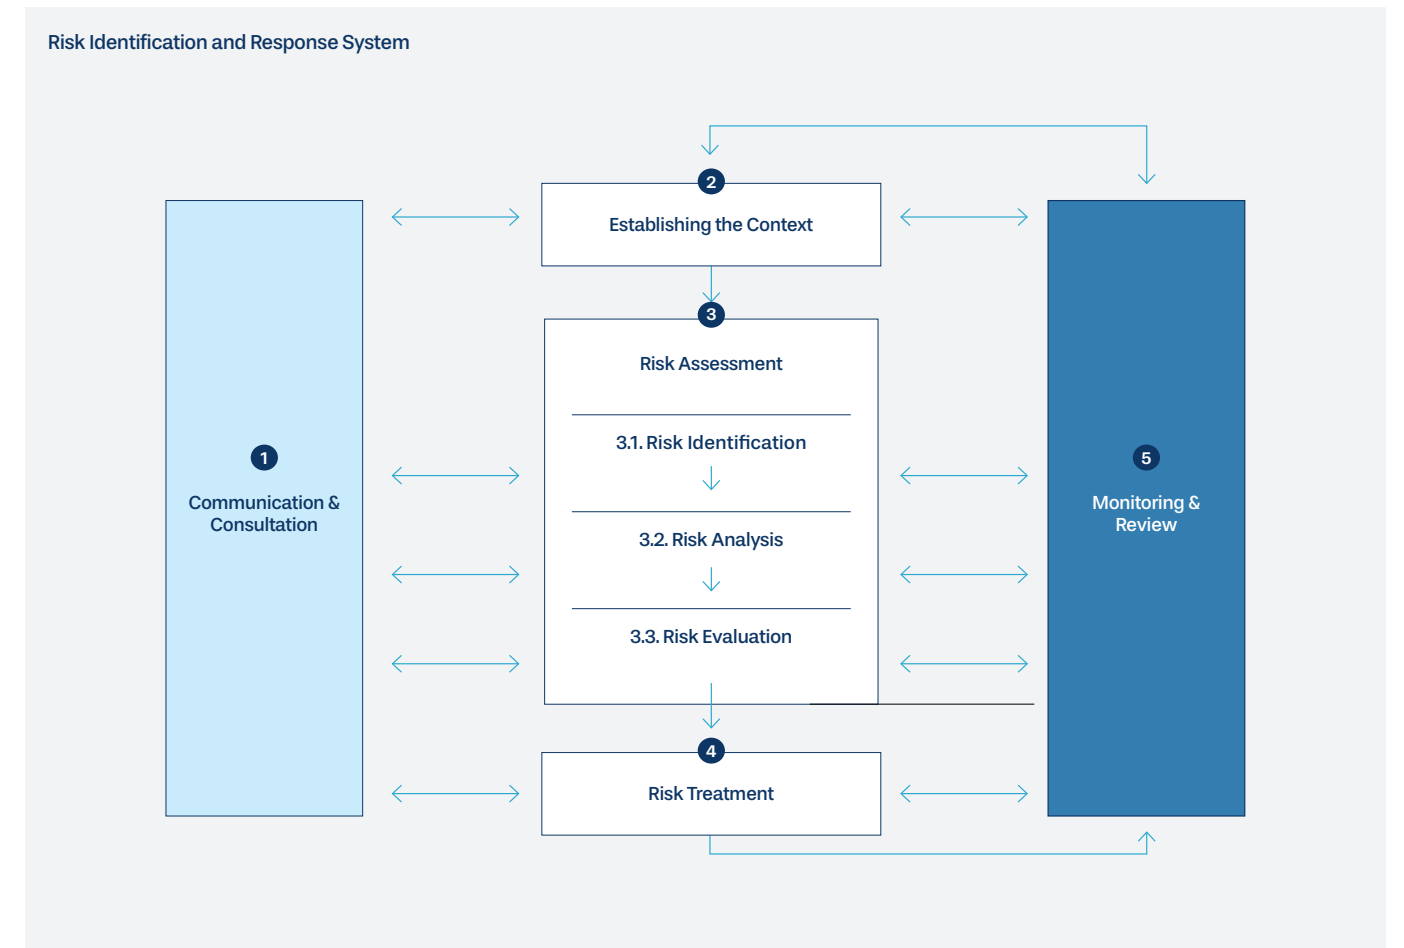 Risk Identification and Response System
2
Establishing the Context
3
Risk Assessment
3.1. Risk Identification
1
5
Communication &
Consultation
Monitoring &
Review
3.2. Risk Analysis
3.3. Risk Evaluation
4
Risk Treatment